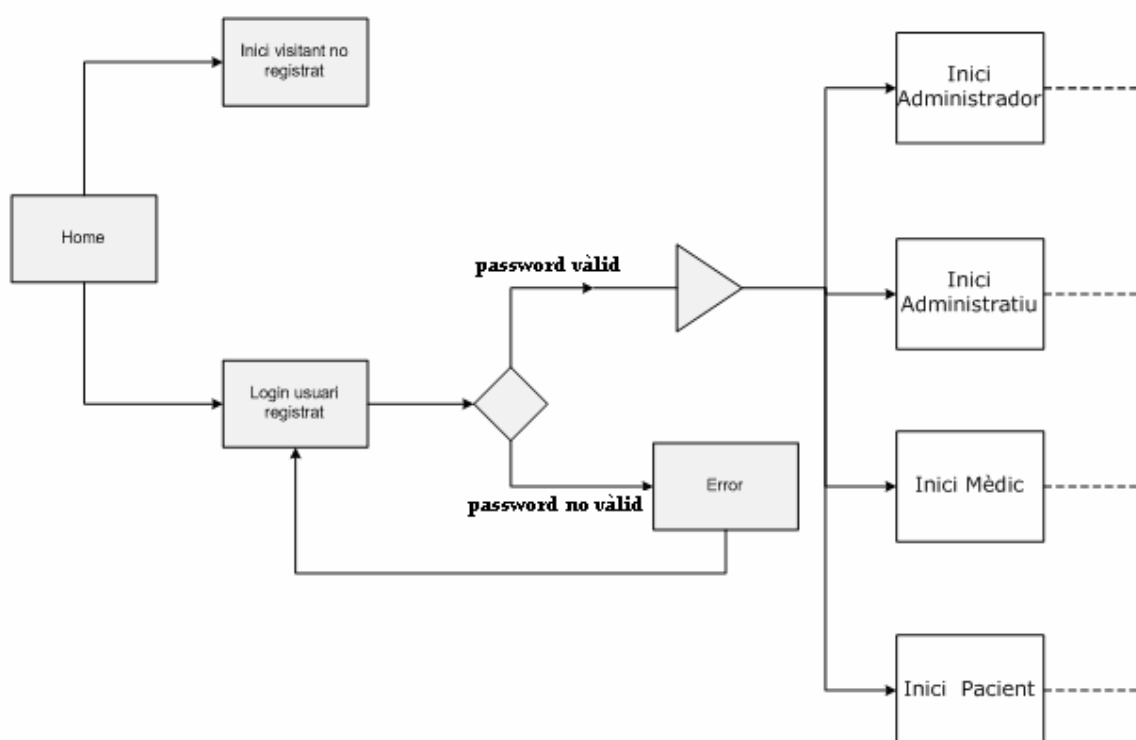 Inici visitant no
registrat
Home
Login usuari
registrat
password vàlid
password no vàlid
Error
Inici
Administrador
Inici
Administratiu
Inici Mèdic
Inici Pacient